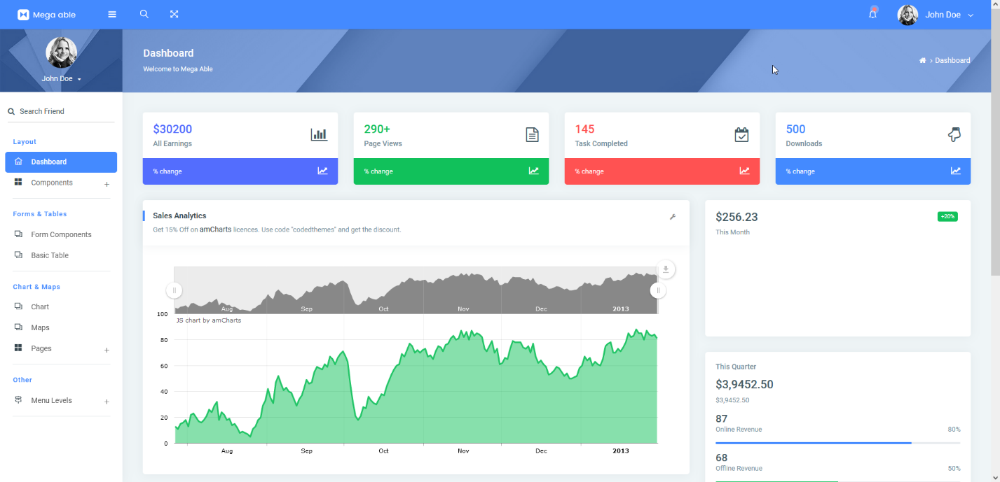 Mega able
John Doe
John Doe
Dashboard
Welcome to Mega Able
› Dashboard
Search Friend
Layout
Dashboard
Components +
Forms & Tables
Form Components
Basic Table
Chart & Maps
Chart
Maps
Pages +
Other
Menu Levels +
$30200
All Earnings
% change
290+
Page Views
% change
145
Task Completed
% change
500
Downloads
% change
Sales Analytics
Get 15% Off on amCharts licences. Use code "codedthemes" and get the discount.
Aug Sep Oct Nov Dec 2013
JS chart by amCharts
100
80
60
40
20
0
Aug Sep Oct Nov Dec 2013
$256.23
+20%
This Month
This Quarter
$3,9452.50
$3,9452.50
87
Online Revenue 80%
68
Offline Revenue 50%